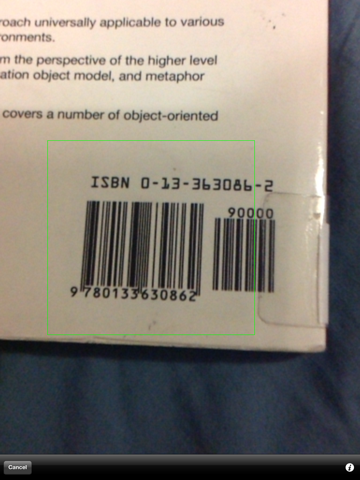 roach universally applicable to various
ronments.
m the perspective of the higher level
ation object model, and metaphor
covers a number of object-oriented
ISBN 0-13-363086-2
90000
9 780133 630862
Cancel
i